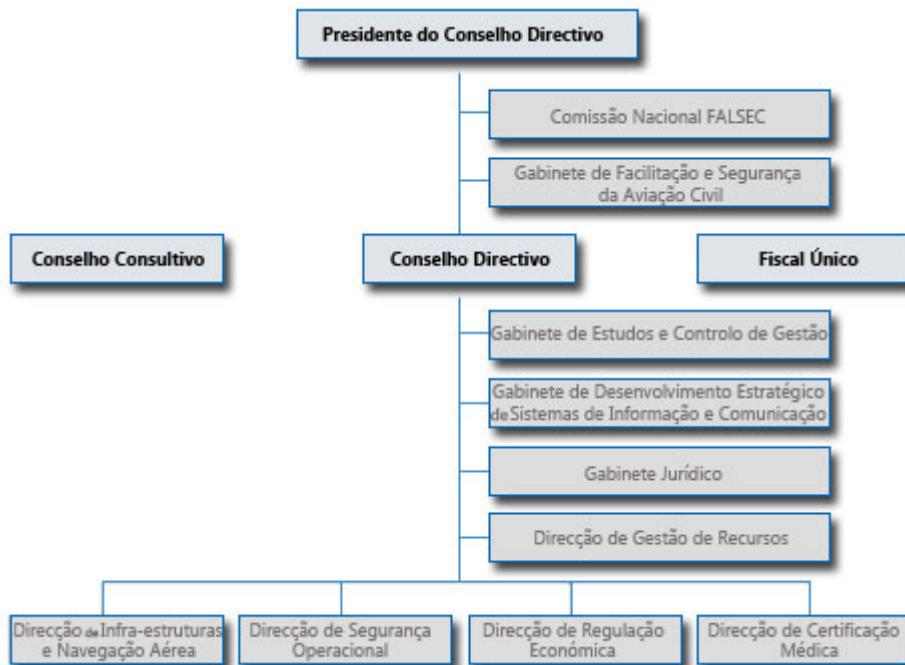 Presidente do Conselho Directivo
Comissão Nacional FALSEC
Gabinete de Facilitação e Segurança
da Aviação Civil
Conselho Consultivo
Conselho Directivo
Fiscal Único
Gabinete de Estudos e Controlo de Gestão
Gabinete de Desenvolvimento Estratégico
de Sistemas de Informação e Comunicação
Gabinete Jurídico
Direcção de Gestão de Recursos
Direcção de Infra-estruturas
e Navegação Aérea
Direcção de Segurança
Operacional
Direcção de Regulação
Económica
Direcção de Certificação
Médica